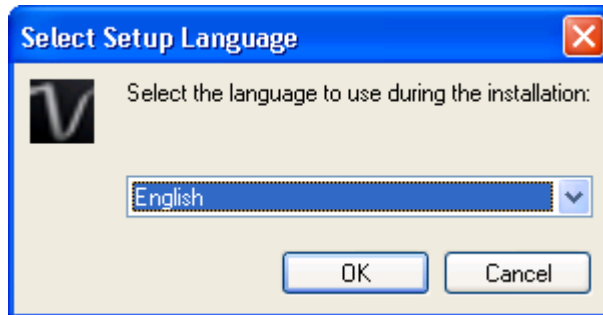 Select Setup Language
Select the language to use during the installation:
English
OK
Cancel